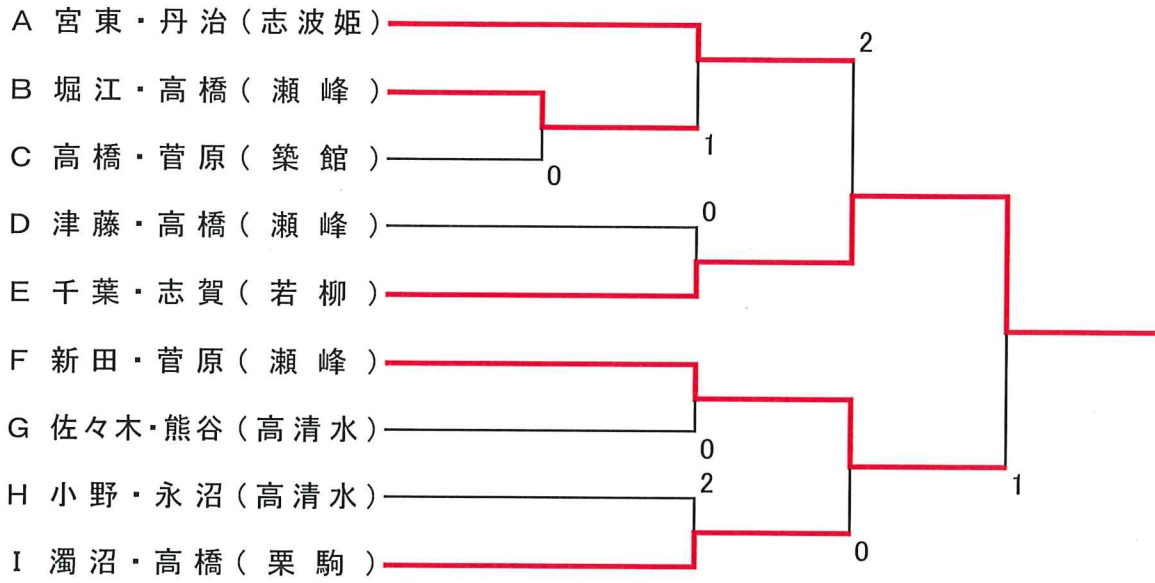 A 宮東・丹治(志波姫)
2
B 堀江・高橋(瀬峰)
1
C 高橋・菅原(築館)
0
D 津藤・高橋(瀬峰)
0
E 千葉・志賀(若柳)
F 新田・菅原(瀬峰)
G 佐々木・熊谷(高清水)
0
H 小野・永沼(高清水)
2
1
I 濁沼・高橋(栗駒)
0